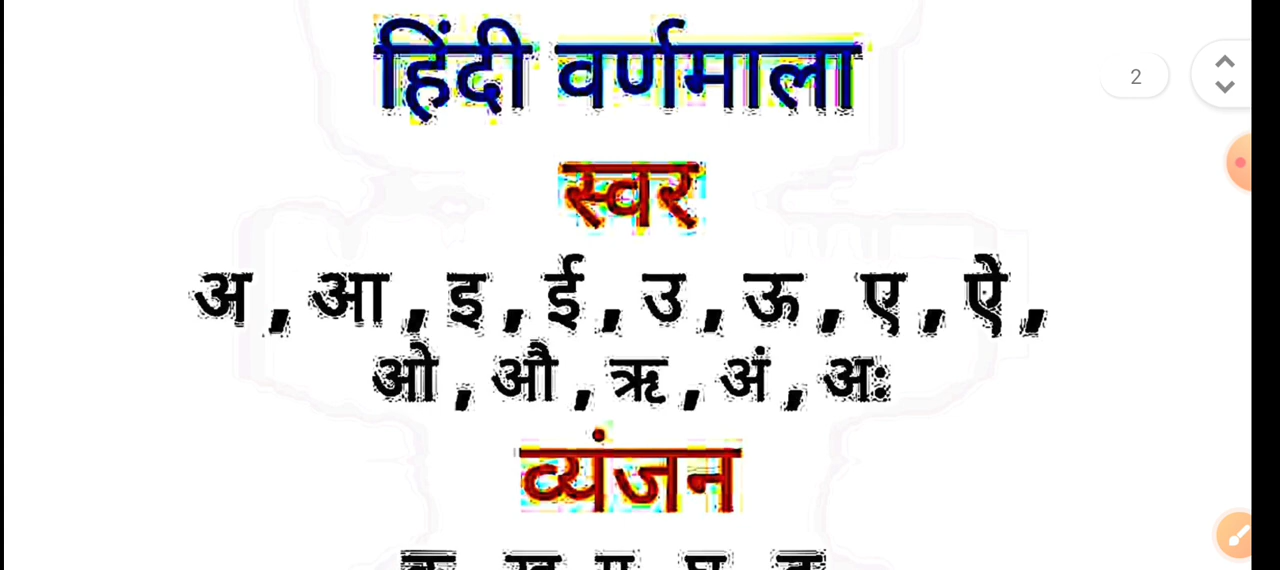 हिंदी वर्णमाला
2
स्वर
अ , आ , इ , ई , उ , ऊ , ए , ऐ ,
ओ , औ , ऋ , अं , अः
व्यंजन